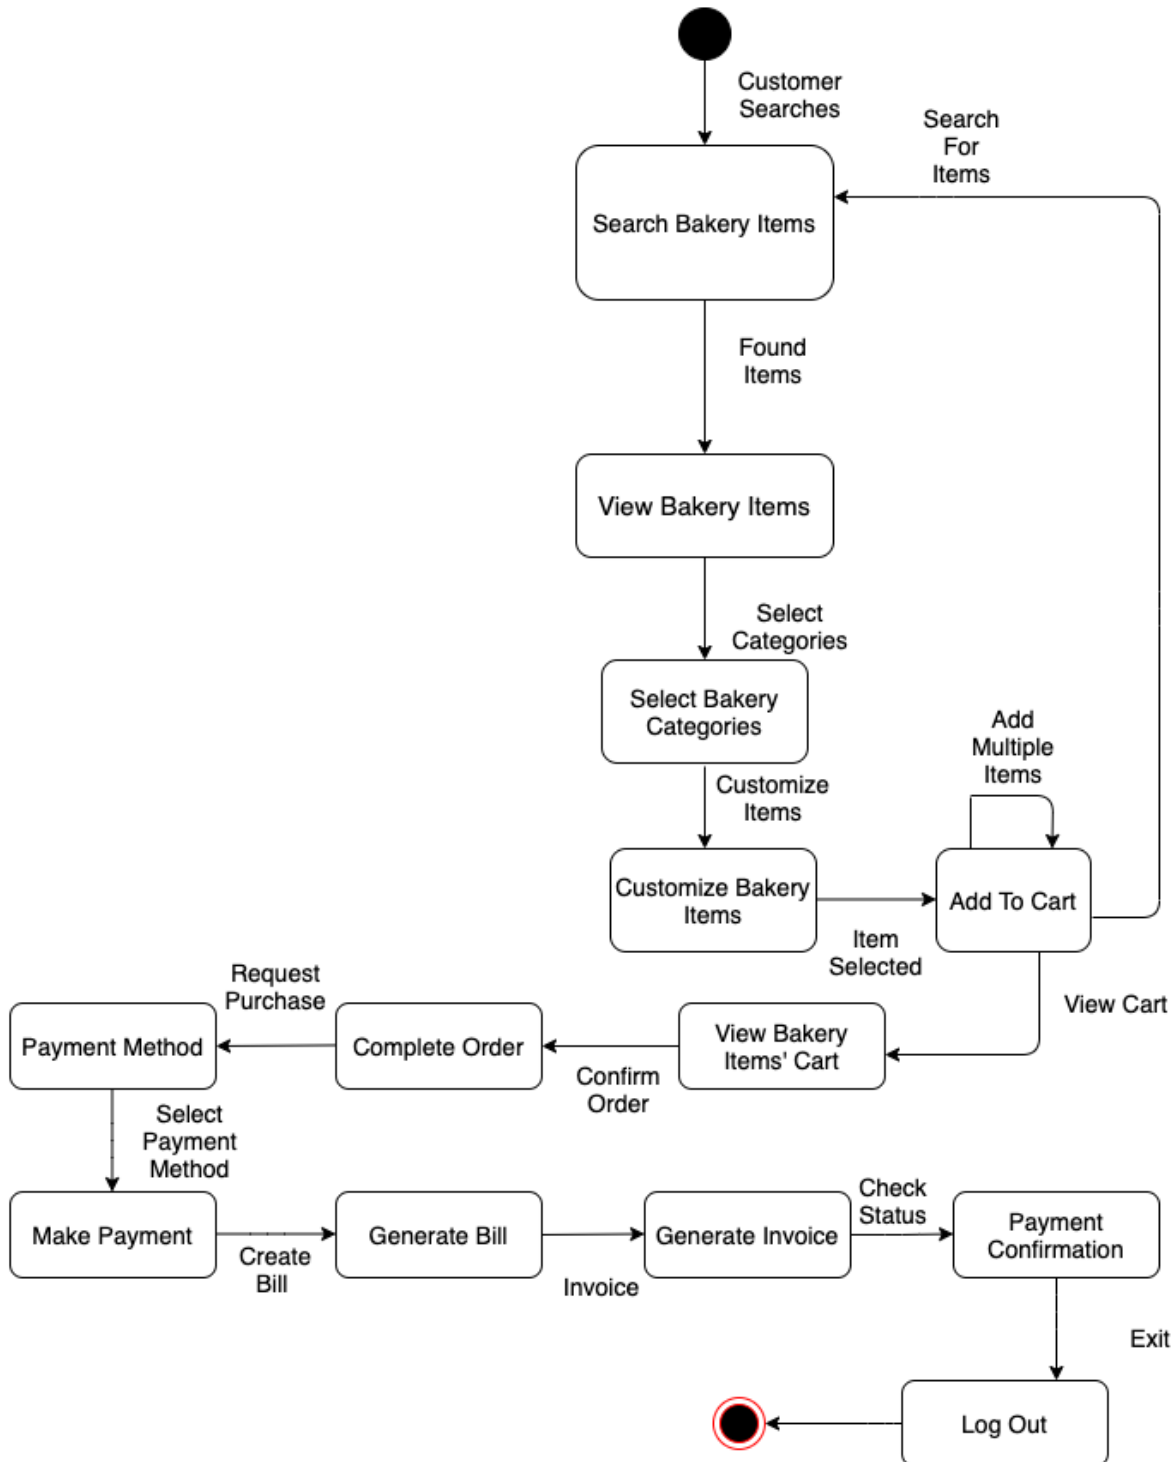 Customer
Searches
Search
For
Items
Search Bakery Items
Found
Items
View Bakery Items
Select
Categories
Select Bakery
Categories
Add
Multiple
Items
Customize
Items
Customize Bakery
Items
Add To Cart
Item
Selected
Request
Purchase
View Cart
Payment Method
Complete Order
View Bakery
Items' Cart
Confirm
Order
Select
Payment
Method
Check
Status
Make Payment
Generate Bill
Generate Invoice
Payment
Confirmation
Create
Bill
Invoice
Exit
Log Out